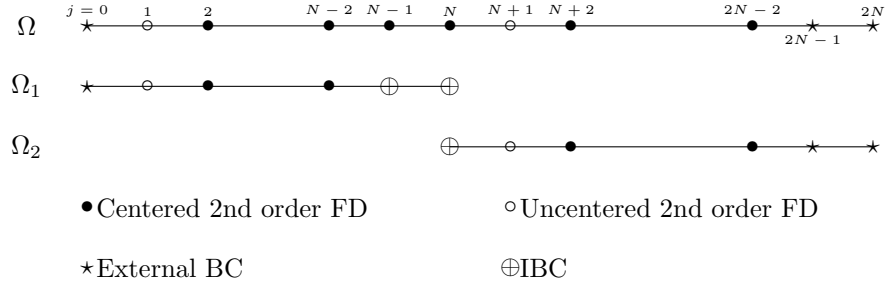 j = 0 1 2 N − 2 N − 1 N N + 1 N + 2 2N − 2 2N
Ω
2N − 1
Ω₁
Ω₂
● Centered 2nd order FD ○ Uncentered 2nd order FD
⋆ External BC ⊕ IBC